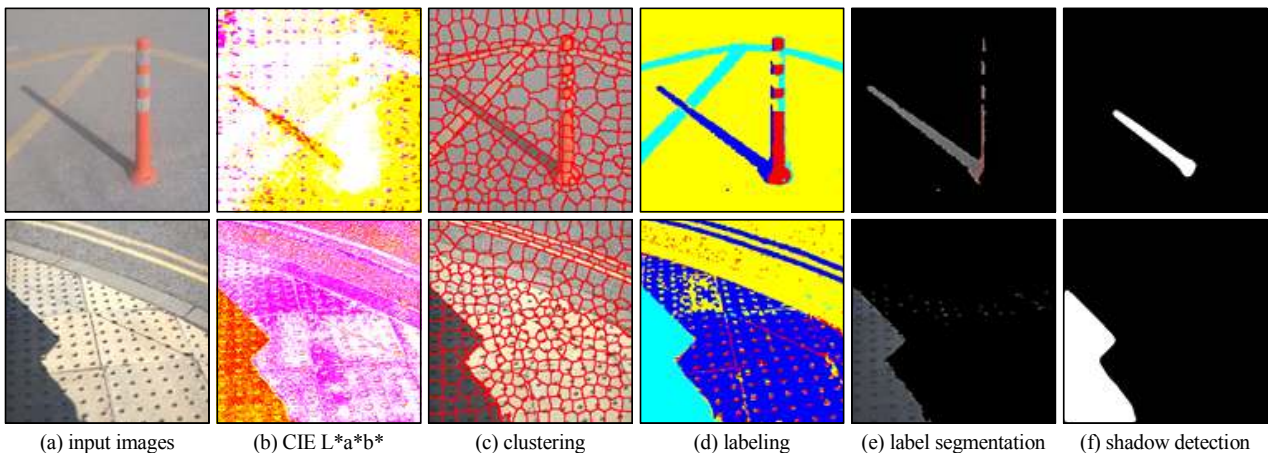 (a) input images (b) CIE L*a*b* (c) clustering (d) labeling (e) label segmentation (f) shadow detection